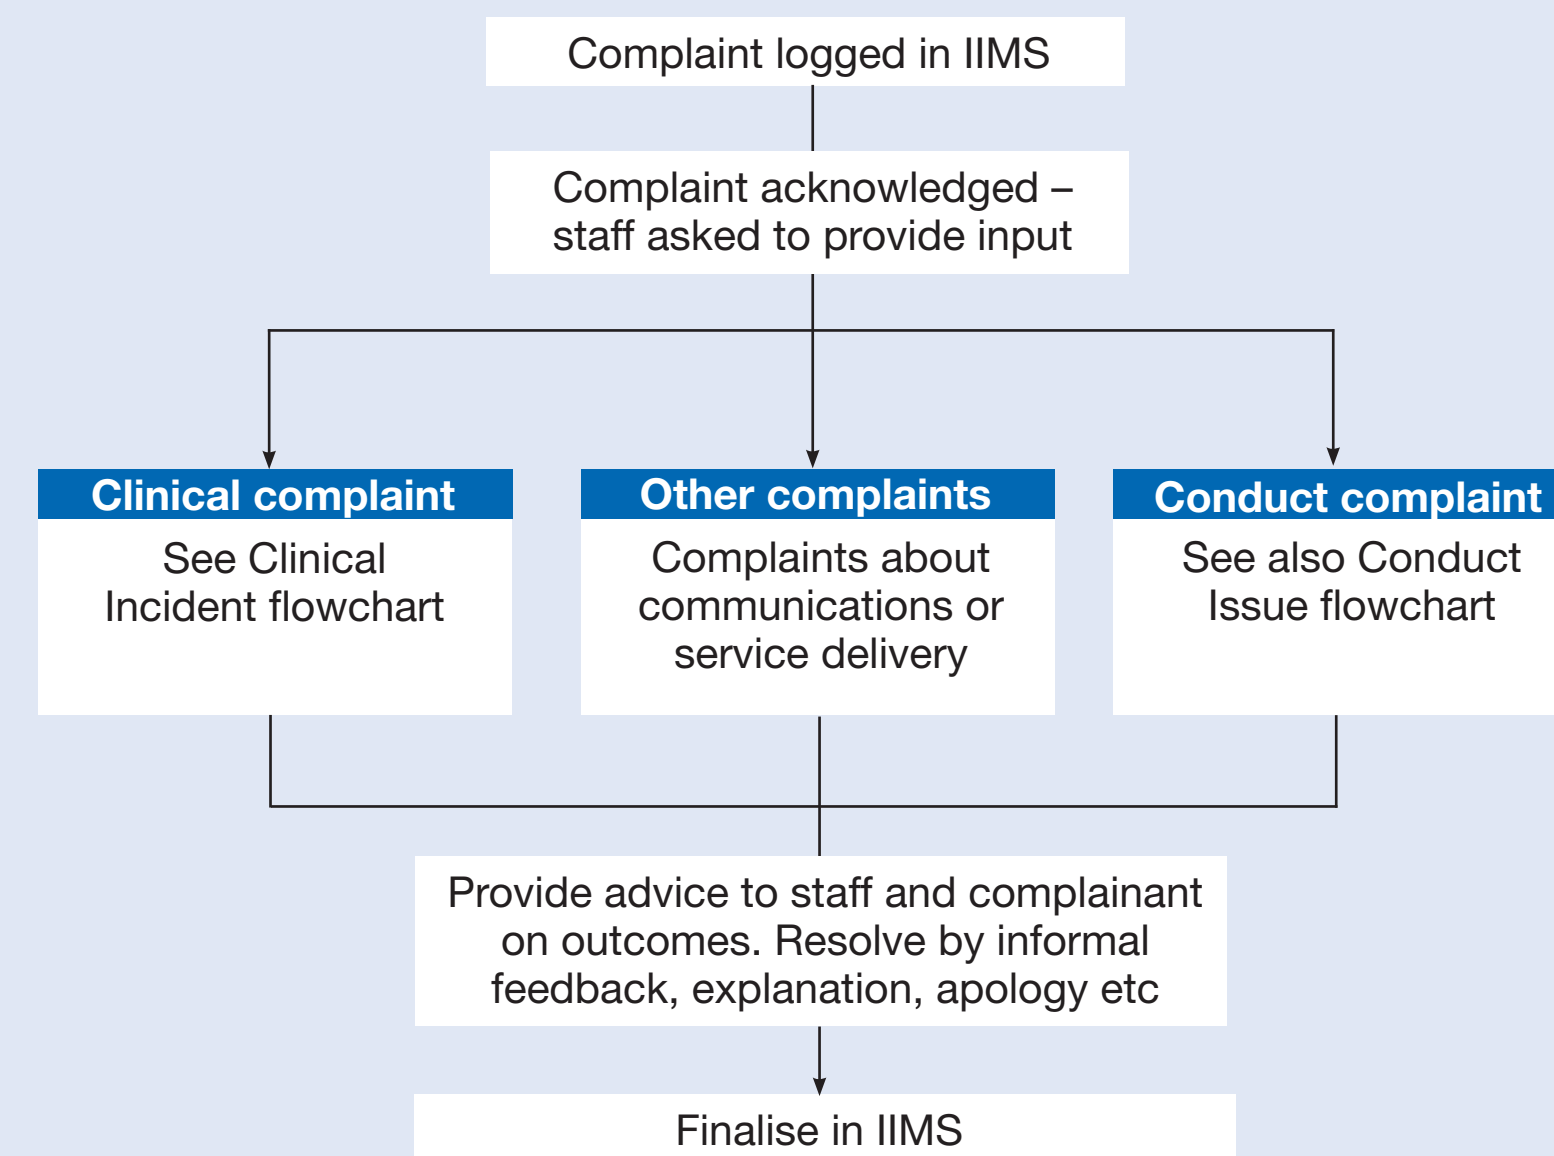 Complaint logged in IIMS
Complaint acknowledged –
staff asked to provide input
Clinical complaint
See Clinical
Incident flowchart
Other complaints
Complaints about
communications or
service delivery
Conduct complaint
See also Conduct
Issue flowchart
Provide advice to staff and complainant
on outcomes. Resolve by informal
feedback, explanation, apology etc
Finalise in IIMS